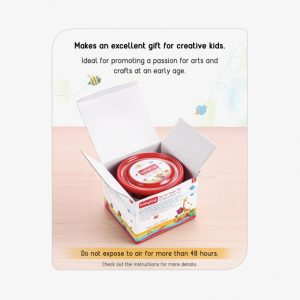 Makes an excellent gift for creative kids.
Ideal for promoting a passion for arts and
crafts at an early age.
Do not expose to air for more than 48 hours.
Check out the instructions for more details.